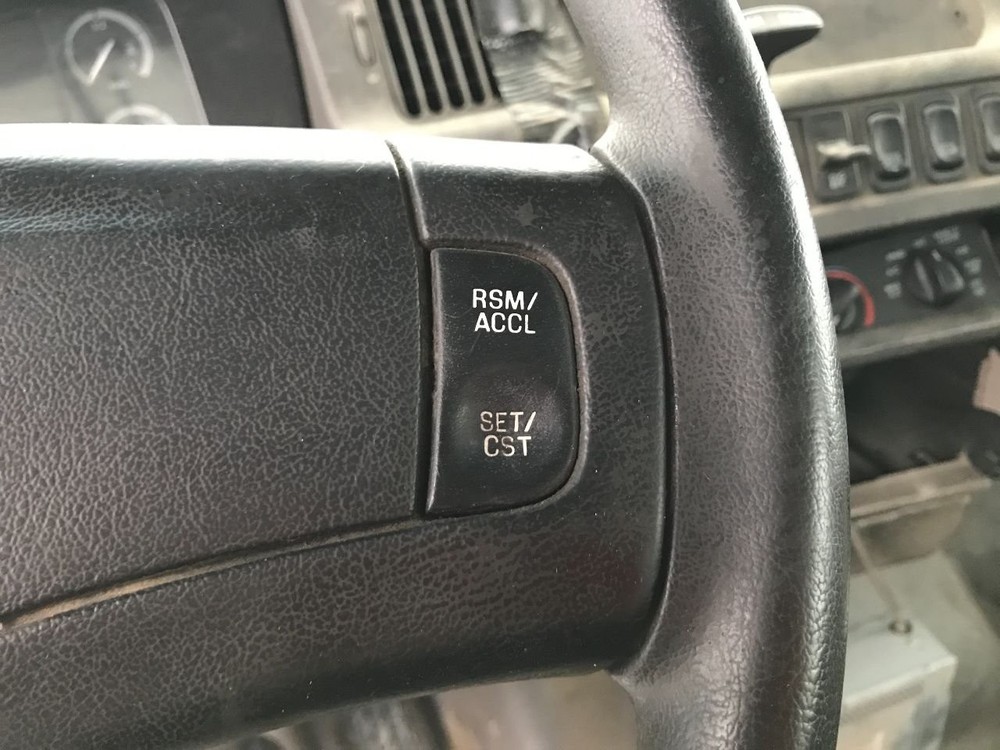 RSM/
ACCL
SET/
CST